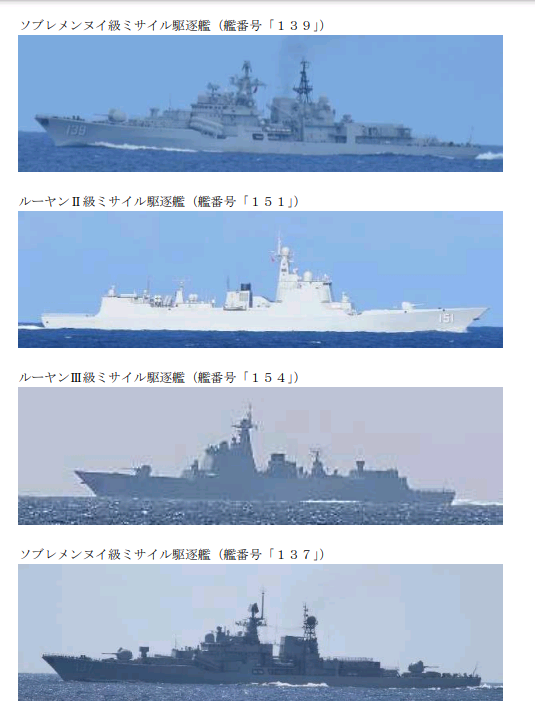 ソブレメンヌイ級ミサイル駆逐艦（艦番号「１３９」）
139
ルーヤンⅡ級ミサイル駆逐艦（艦番号「１５１」）
151
ルーヤンⅢ級ミサイル駆逐艦（艦番号「１５４」）
ソブレメンヌイ級ミサイル駆逐艦（艦番号「１３７」）